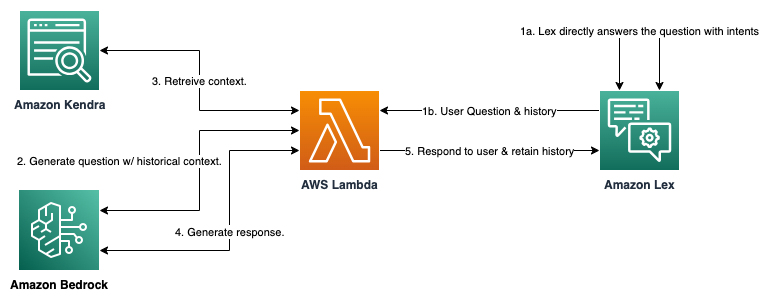 1a. Lex directly answers the question with intents
3. Retreive context.
Amazon Kendra
1b. User Question & history
2. Generate question w/ historical context.
5. Respond to user & retain history
AWS Lambda
Amazon Lex
4. Generate response.
Amazon Bedrock